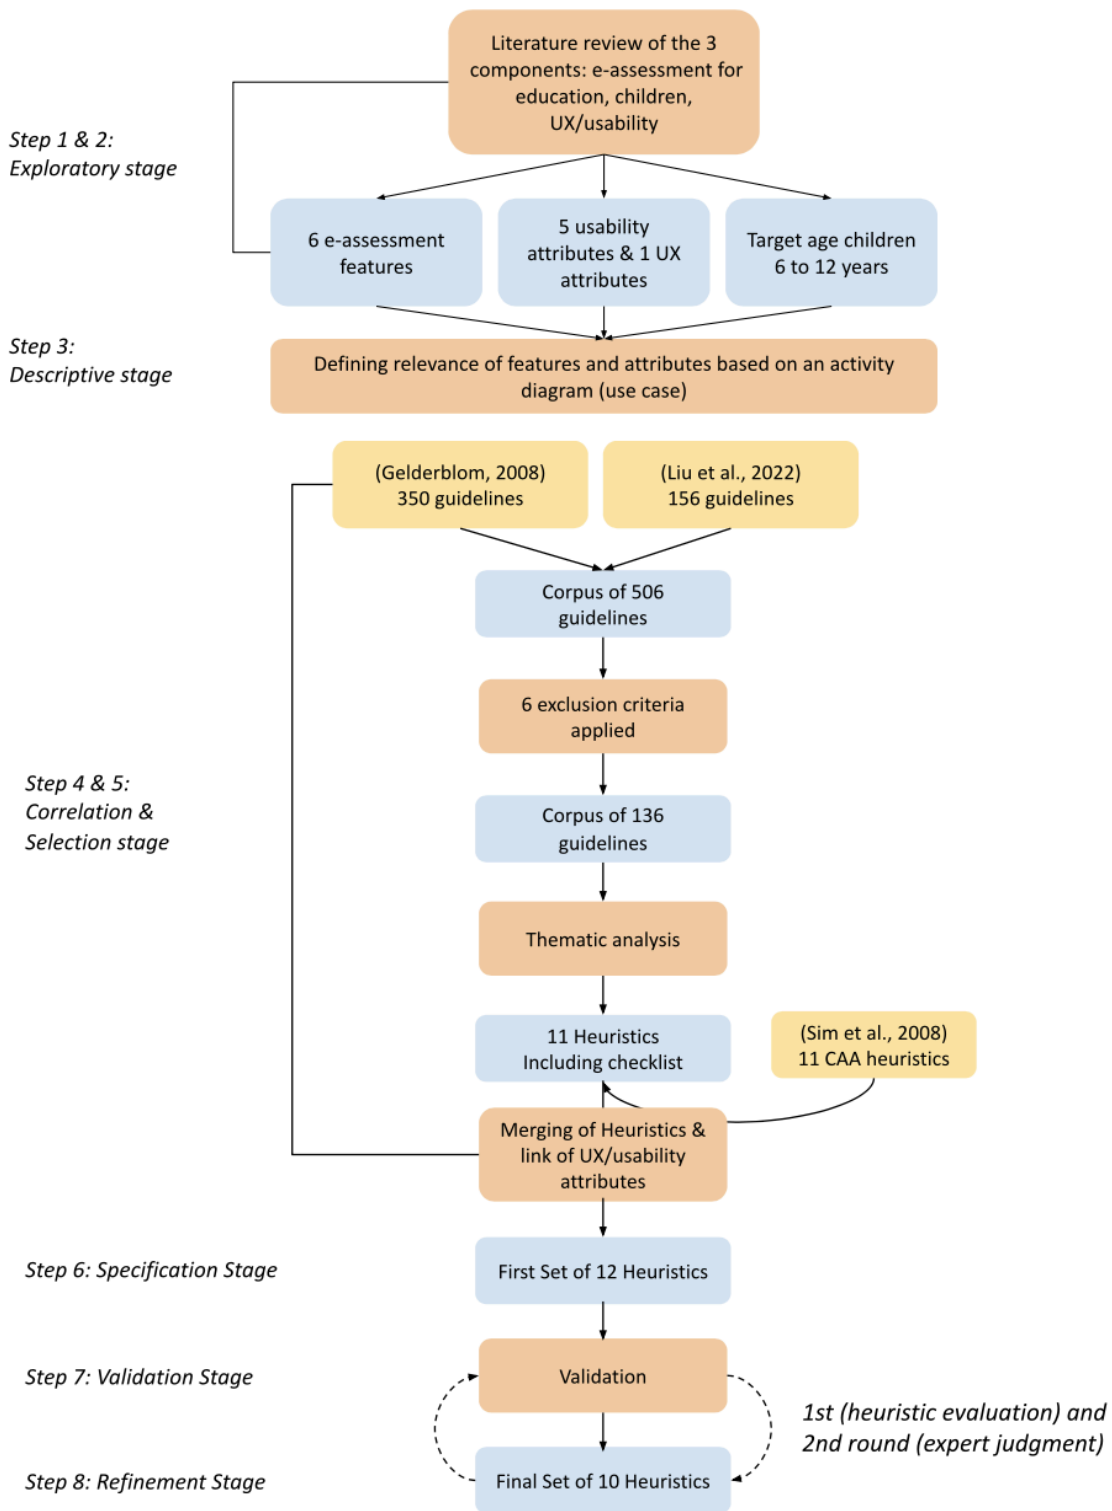 Literature review of the 3
components: e-assessment for
education, children,
UX/usability
Step 1 & 2:
Exploratory stage
6 e-assessment
features
5 usability
attributes & 1 UX
attributes
Target age children
6 to 12 years
Step 3:
Descriptive stage
Defining relevance of features and attributes based on an activity
diagram (use case)
(Gelderblom, 2008)
350 guidelines
(Liu et al., 2022)
156 guidelines
Corpus of 506
guidelines
6 exclusion criteria
applied
Step 4 & 5:
Correlation &
Selection stage
Corpus of 136
guidelines
Thematic analysis
11 Heuristics
Including checklist
(Sim et al., 2008)
11 CAA heuristics
Merging of Heuristics &
link of UX/usability
attributes
Step 6: Specification Stage
First Set of 12 Heuristics
Step 7: Validation Stage
Validation
1st (heuristic evaluation) and
2nd round (expert judgment)
Step 8: Refinement Stage
Final Set of 10 Heuristics